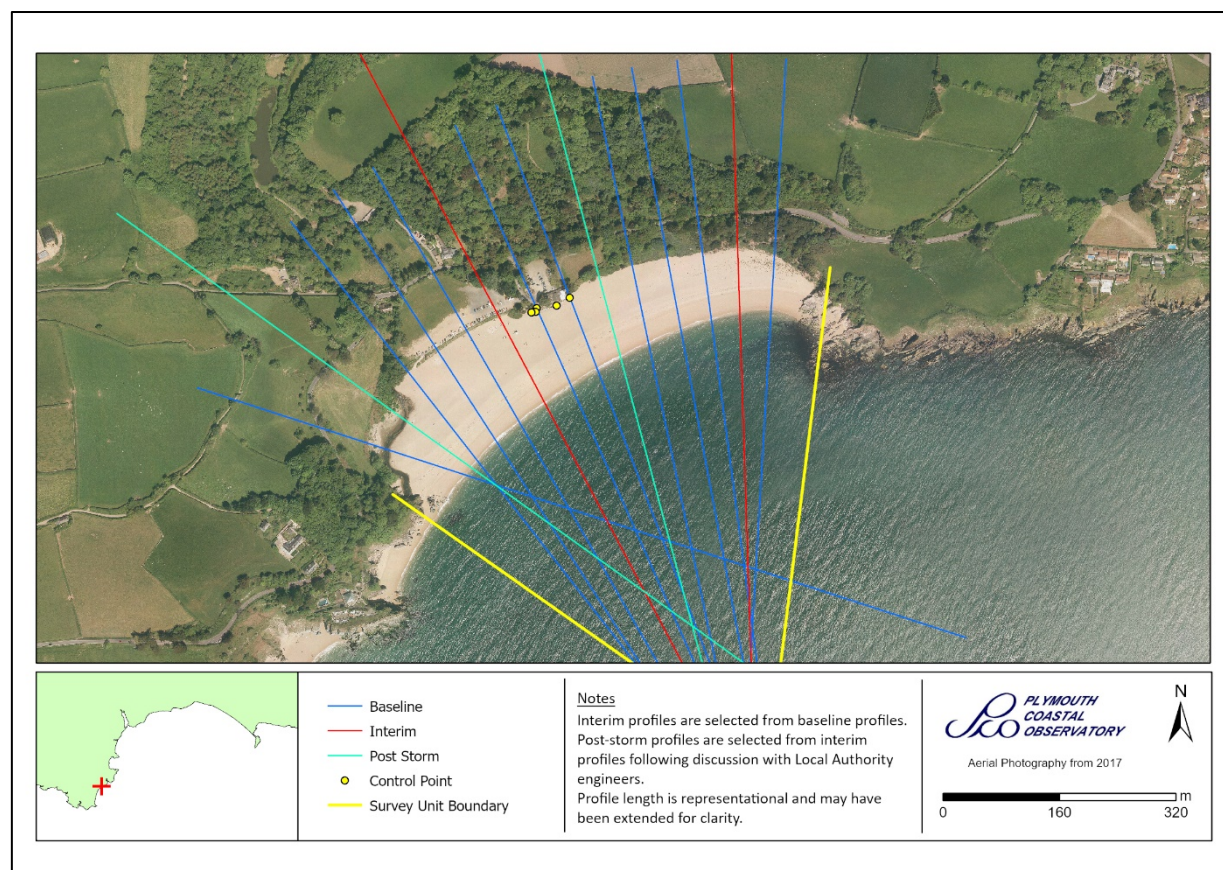 Baseline
Interim
Post Storm
Control Point
Survey Unit Boundary
Notes
Interim profiles are selected from baseline profiles.
Post-storm profiles are selected from interim
profiles following discussion with Local Authority
engineers.
Profile length is representational and may have
been extended for clarity.
PLYMOUTH
COASTAL
OBSERVATORY
Aerial Photography from 2017
N
m
0 160 320